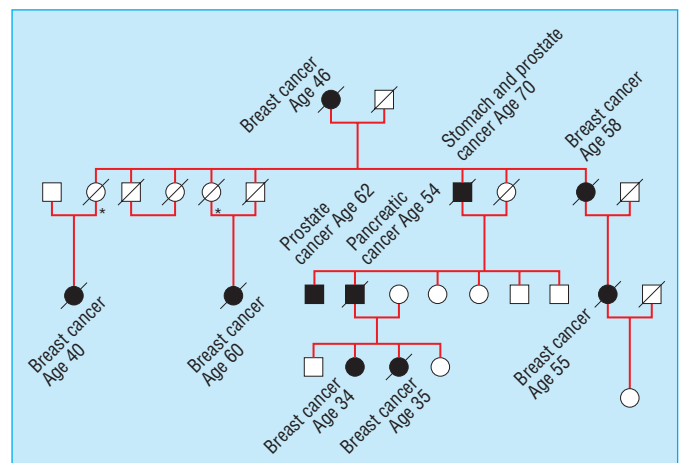 Breast cancer
Age 46
Stomach and prostate
cancer Age 70
Breast cancer
Age 58
*
*
Prostate
cancer Age 62
Pancreatic
cancer Age 54
Breast cancer
Age 40
Breast cancer
Age 60
Breast cancer
Age 34
Breast cancer
Age 35
Breast cancer
Age 55